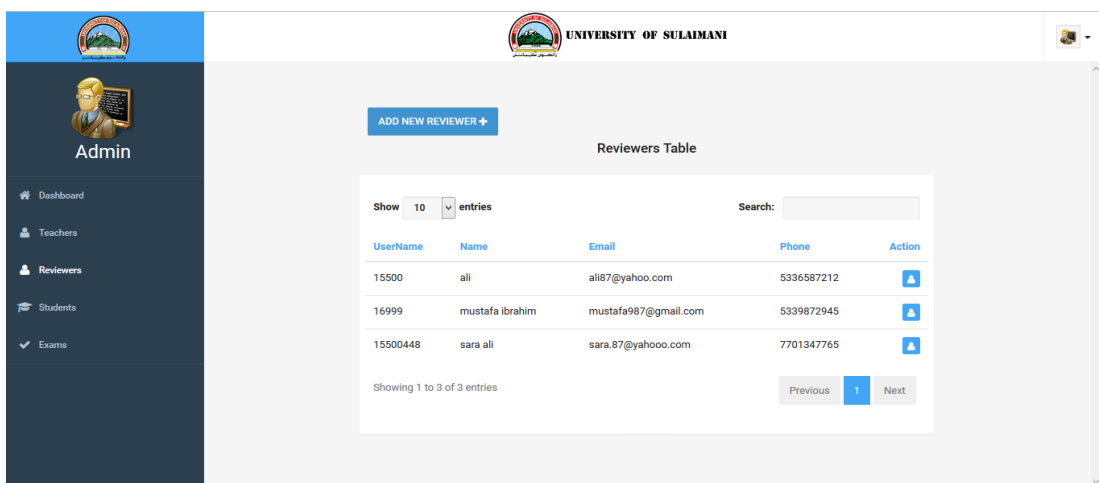 UNIVERSITY OF SULAIMANI
Admin
Dashboard
Teachers
Reviewers
Students
Exams
ADD NEW REVIEWER
Reviewers Table
Show 10 entries
Search:
UserName Name Email Phone Action
15500 ali ali87@yahoo.com 5336587212
16999 mustafa ibrahim mustafa987@gmail.com 5339872945
15500448 sara ali sara.87@yahooo.com 7701347765
Showing 1 to 3 of 3 entries
Previous 1 Next